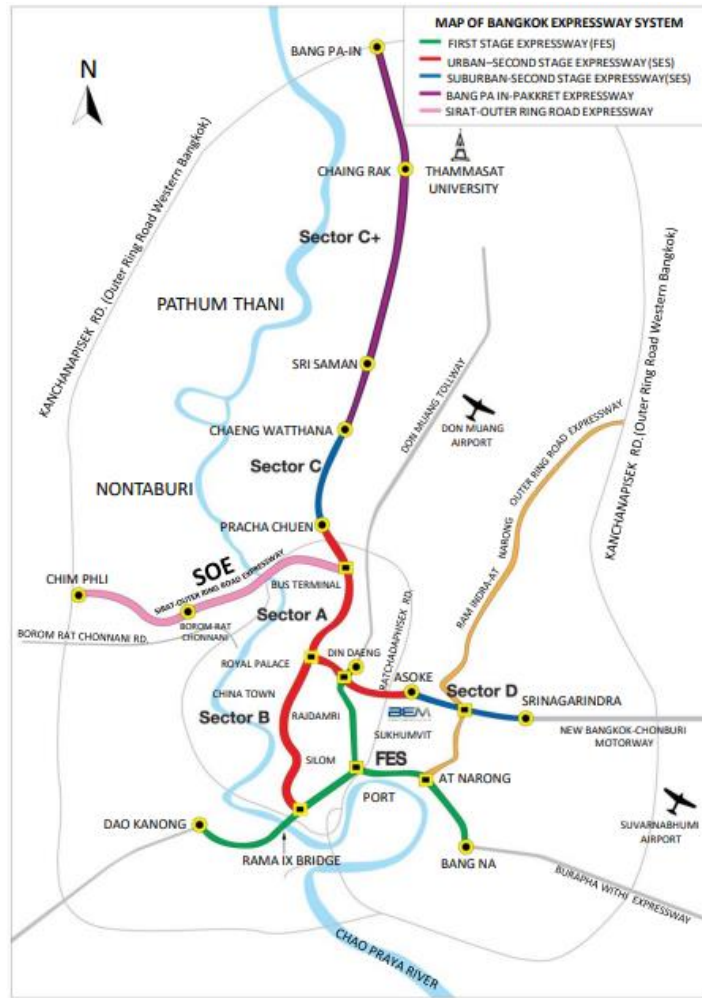 MAP OF BANGKOK EXPRESSWAY SYSTEM
FIRST STAGE EXPRESSWAY (FES)
URBAN–SECOND STAGE EXPRESSWAY (SES)
SUBURBAN-SECOND STAGE EXPRESSWAY(SES)
BANG PA IN-PAKKRET EXPRESSWAY
SIRAT-OUTER RING ROAD EXPRESSWAY
BANG PA-IN
N
CHAING RAK
THAMMASAT
UNIVERSITY
Sector C+
KANCHANAPISEK RD. (Outer Ring Road Western Bangkok)
KANCHANAPISEK RD. (Outer Ring Road Western Bangkok)
PATHUM THANI
SRI SAMAN
DON MUANG TOLLWAY
DON MUANG
AIRPORT
CHAENG WATTHANA
Sector C
NONTABURI
PRACHA CHUEN
RAM INDRA-AT NARONG OUTER RING ROAD EXPRESSWAY
SOE
SIRAT-OUTER RING ROAD EXPRESSWAY
CHIM PHLI
BUS TERMINAL
BOROM-RAT
CHONNANI
BOROM RAT CHONNANI RD.
Sector A
RATCHADAPHISEK RD.
DIN DAENG
ROYAL PALACE
ASOKE
CHINA TOWN
Sector D
SRINAGARINDRA
Sector B
RAJDAMRI
BEM
SUKHUMVIT
NEW BANGKOK-CHONBURI
MOTORWAY
SILOM
FES
AT NARONG
PORT
DAO KANONG
RAMA IX BRIDGE
BANG NA
SUVARNABHUMI
AIRPORT
BURAPHA WITHI EXPRESSWAY
CHAO PRAYA RIVER